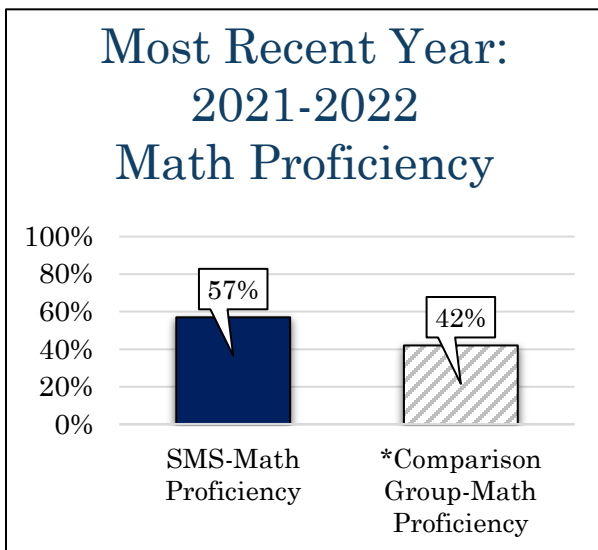 Most Recent Year:
2021-2022
Math Proficiency
100%
80%
60%
40%
20%
0%
57%
42%
SMS-Math
Proficiency
*Comparison
Group-Math
Proficiency